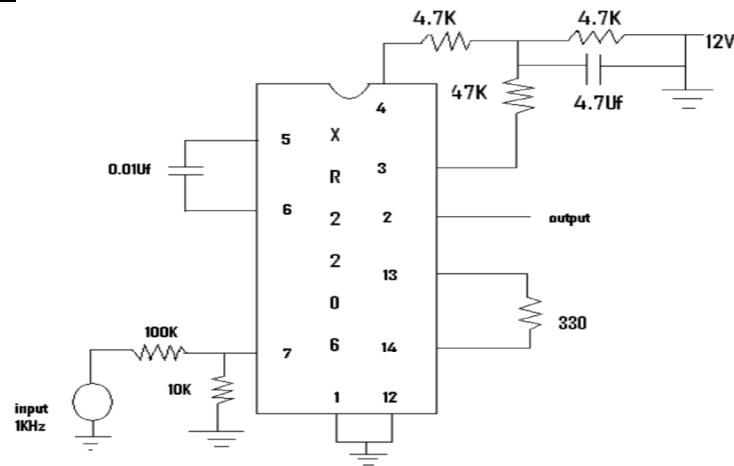 4.7K
4.7K
12V
47K
4.7Uf
4
5
X
3
0.01Uf
R
6
2
2
output
2
13
0
330
100K
7
6
14
10K
input
1KHz
1
12